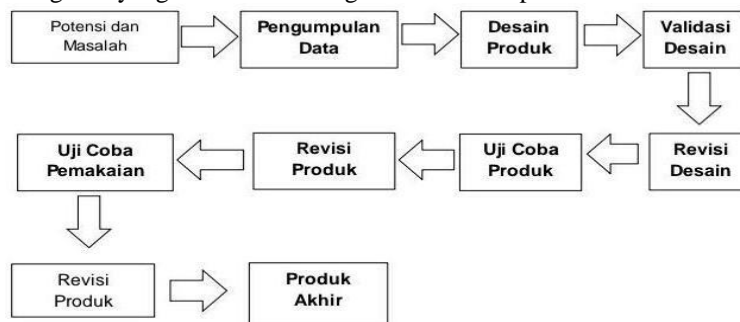 Potensi dan
Masalah
Pengumpulan
Data
Desain
Produk
Validasi
Desain
Revisi
Desain
Uji Coba
Produk
Revisi
Produk
Uji Coba
Pemakaian
Revisi
Produk
Produk
Akhir